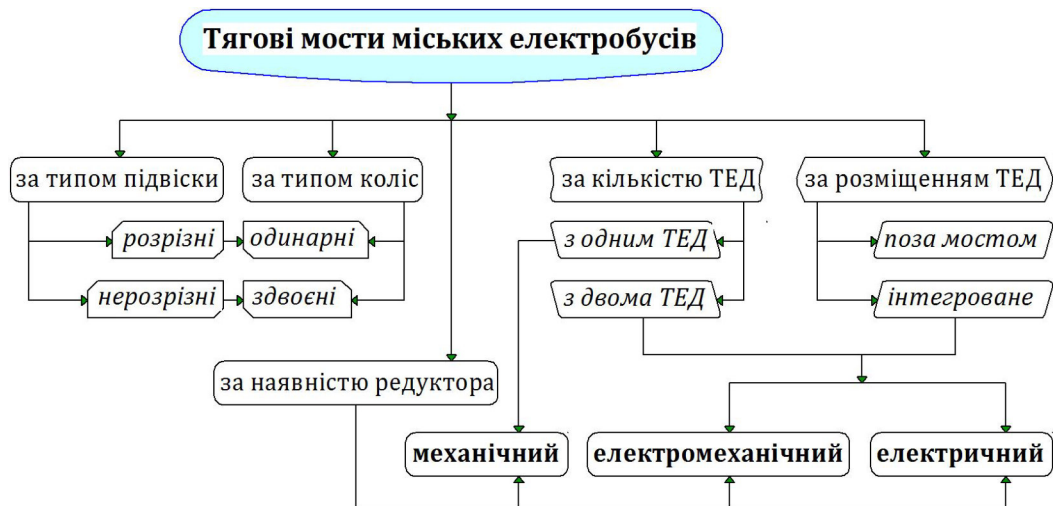 Тягові мости міських електробусів
за типом підвіски
за типом коліс
за кількістю ТЕД
за розміщенням ТЕД
розрізні
одинарні
з одним ТЕД
поза мостом
нерозрізні
здвоєні
з двома ТЕД
інтегроване
за наявністю редуктора
механічний
електромеханічний
електричний